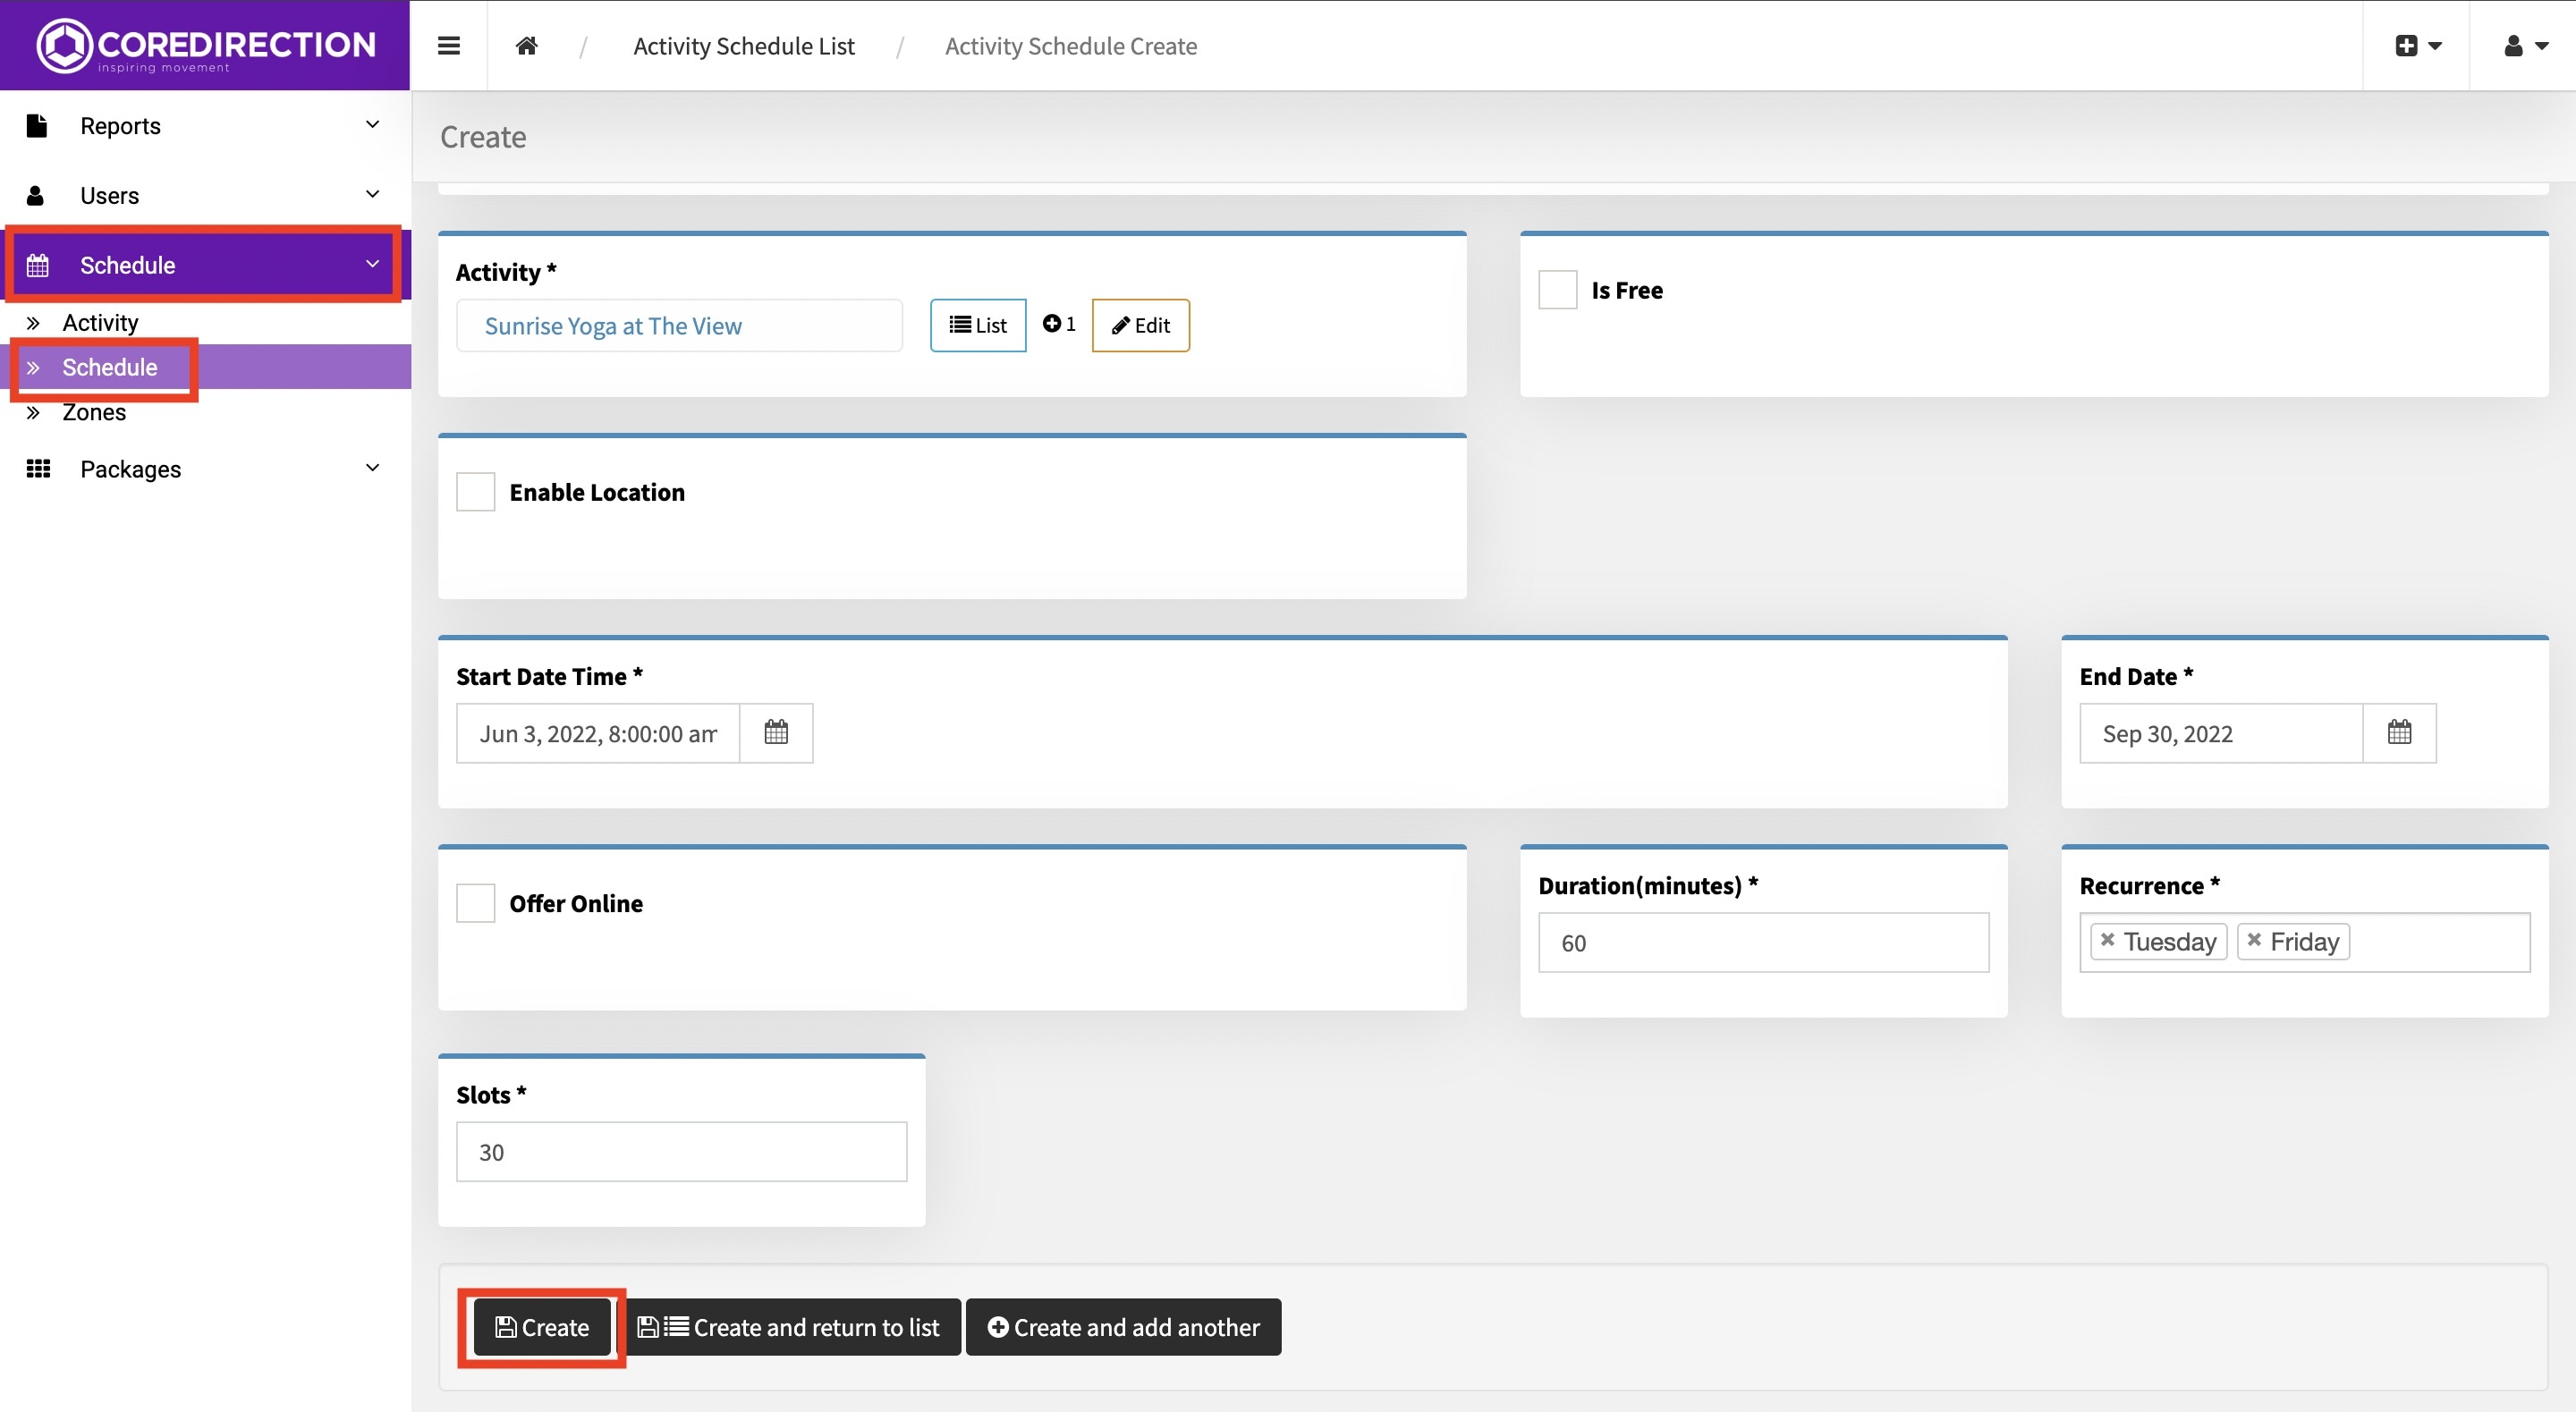 COREDIRECTION
inspiring movement
/ Activity Schedule List / Activity Schedule Create
Reports
Users
Schedule
Activity
Schedule
Zones
Packages
Create
Activity *
Sunrise Yoga at The View
List
1
Edit
Is Free
Enable Location
Start Date Time *
Jun 3, 2022, 8:00:00 am
End Date *
Sep 30, 2022
Offer Online
Duration(minutes) *
60
Recurrence *
× Tuesday × Friday
Slots *
30
Create
Create and return to list
Create and add another